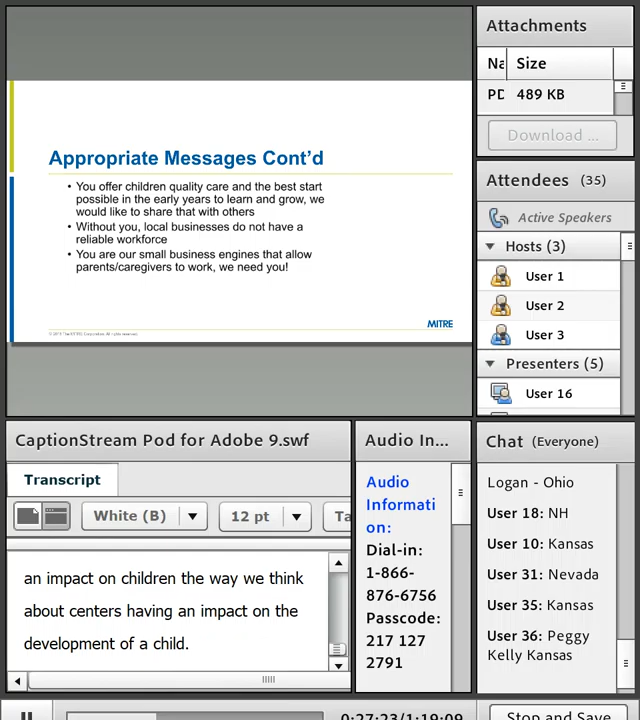 Appropriate Messages Cont'd
• You offer children quality care and the best start
possible in the early years to learn and grow, we
would like to share that with others
• Without you, local businesses do not have a
reliable workforce
• You are our small business engines that allow
parents/caregivers to work, we need you!
MITRE
Attachments
Na Size
PD 489 KB
Download ...
Attendees (35)
Active Speakers
Hosts (3)
User 1
User 2
User 3
Presenters (5)
User 16
CaptionStream Pod for Adobe 9.swf
Transcript
White (B) 12 pt Ta
an impact on children the way we think
about centers having an impact on the
development of a child.
Audio In...
Audio
Informati
on:
Dial-in:
1-866-
876-6756
Passcode:
217 127
2791
Chat (Everyone)
Logan - Ohio
User 18: NH
User 10: Kansas
User 31: Nevada
User 35: Kansas
User 36: Peggy
Kelly Kansas
0:27:23/1:19:09
Stop and Save